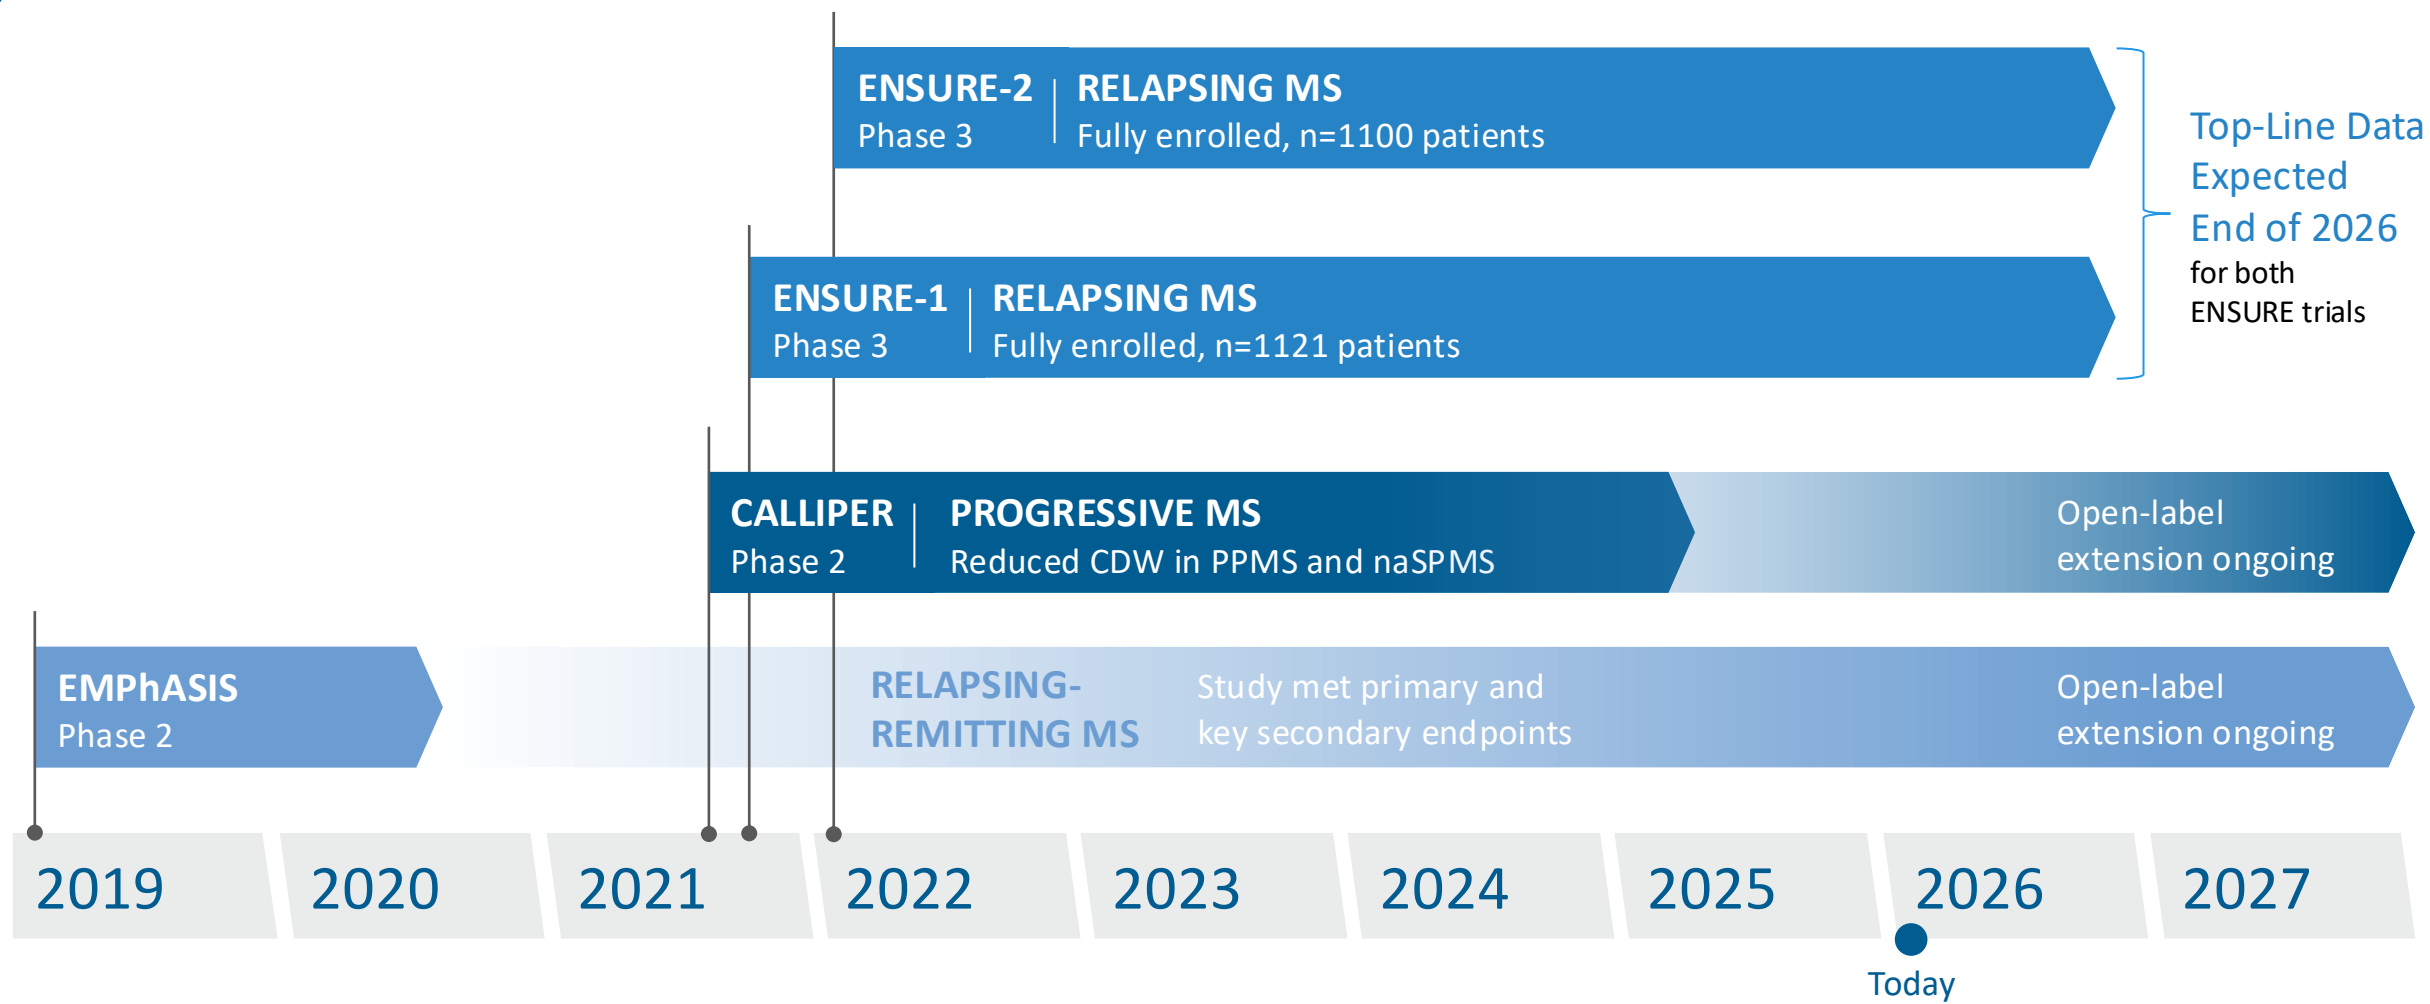 ENSURE-2
Phase 3
RELAPSING MS
Fully enrolled, n=1100 patients
Top-Line Data
Expected
End of 2026
for both
ENSURE trials
ENSURE-1
Phase 3
RELAPSING MS
Fully enrolled, n=1121 patients
CALLIPER
Phase 2
PROGRESSIVE MS
Reduced CDW in PPMS and naSPMS
Open-label
extension ongoing
EMPhASIS
Phase 2
RELAPSING-
REMITTING MS
Study met primary and
key secondary endpoints
Open-label
extension ongoing
2019
2020
2021
2022
2023
2024
2025
2026
2027
Today